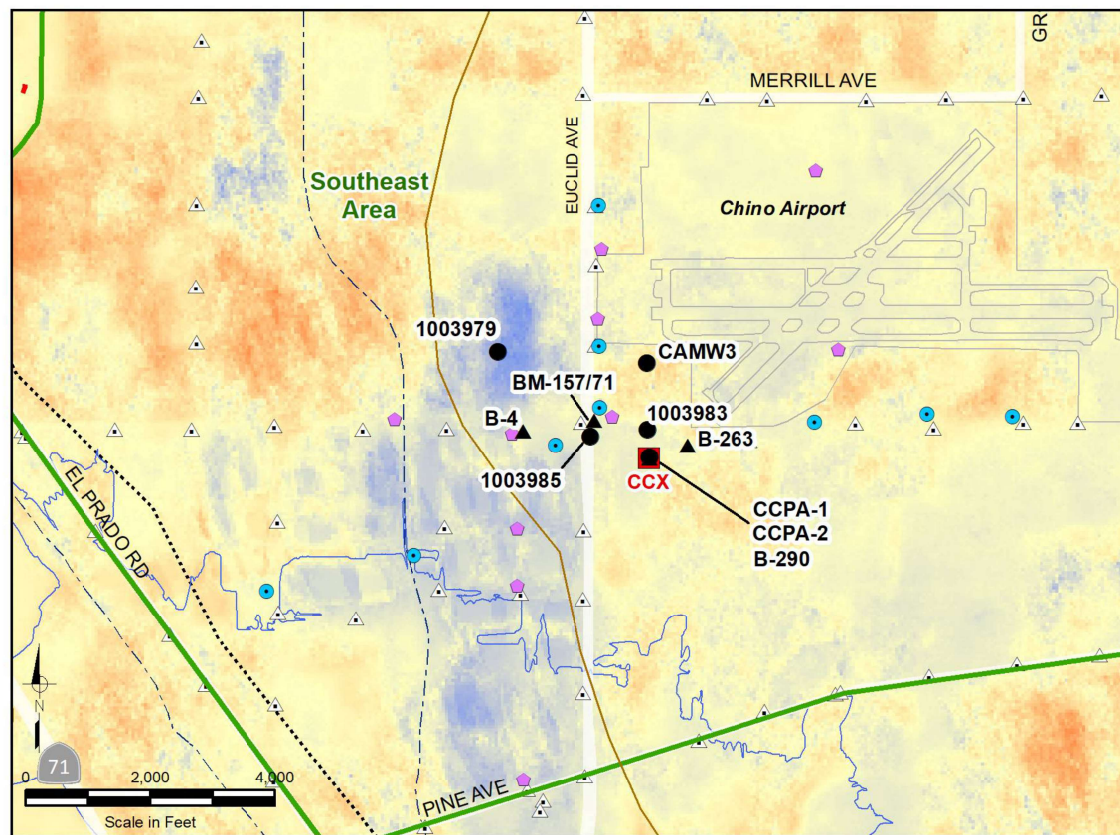 GR
MERRILL AVE
EUCLID AVE
Southeast
Area
Chino Airport
1003979
CAMW3
BM-157/71
B-4
1003983
B-263
1003985
CCX
CCPA-1
CCPA-2
B-290
EL PRADO RD
N
71
PINE AVE
0 2,000 4,000
Scale in Feet